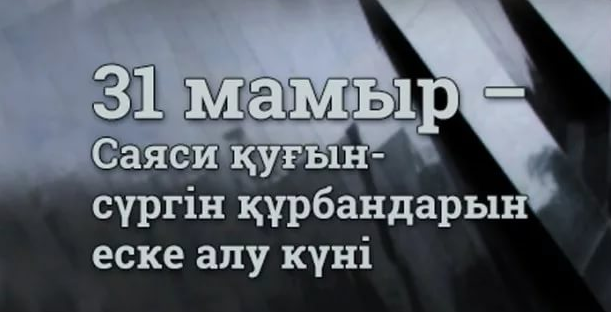 31 мамыр –
Саяси қуғын-
сүргін құрбандарын
еске алу күні